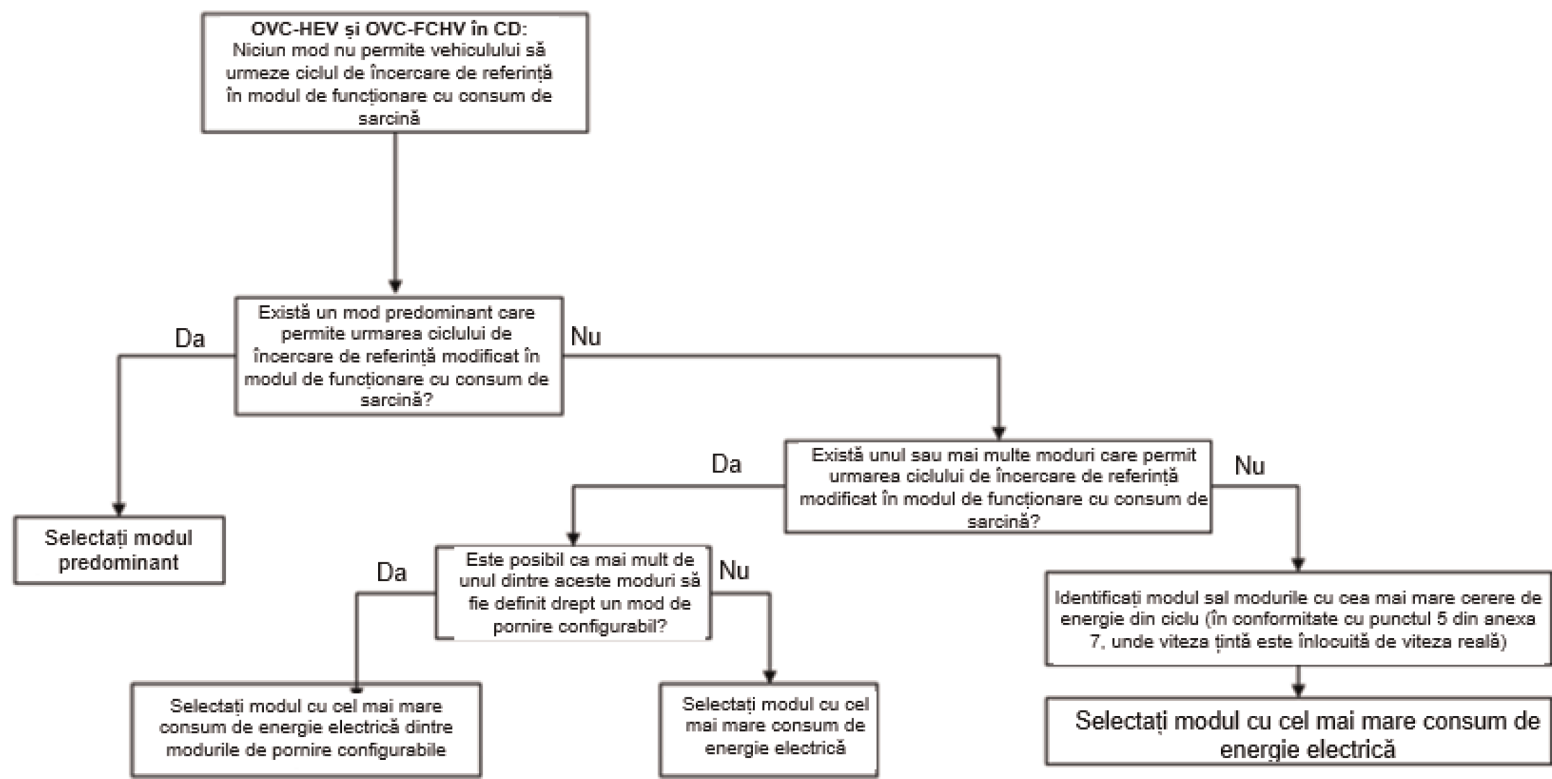 OVC-HEV și OVC-FCHV în CD:
Niciun mod nu permite vehiculului să
urmeze ciclul de încercare de referință
în modul de funcționare cu consum de
sarcină
Există un mod predominant care
permite urmarea ciclului de
încercare de referință modificat în
modul de funcționare cu consum de
sarcină?
Da
Nu
Selectați modul
predominant
Există unul sau mai multe moduri care permit
urmarea ciclului de încercare de referință
modificat în modul de funcționare cu consum de
sarcină?
Da
Nu
Este posibil ca mai mult de
unul dintre aceste moduri să
fie definit drept un mod de
pornire configurabil?
Da
Nu
Identificați modul sal modurile cu cea mai mare cerere de
energie din ciclu (în conformitate cu punctul 5 din anexa
7, unde viteza țintă este înlocuită de viteza reală)
Selectați modul cu cel mai mare
consum de energie electrică dintre
modurile de pornire configurabile
Selectați modul cu cel
mai mare consum de
energie electrică
Selectați modul cu cel mai mare consum de
energie electrică